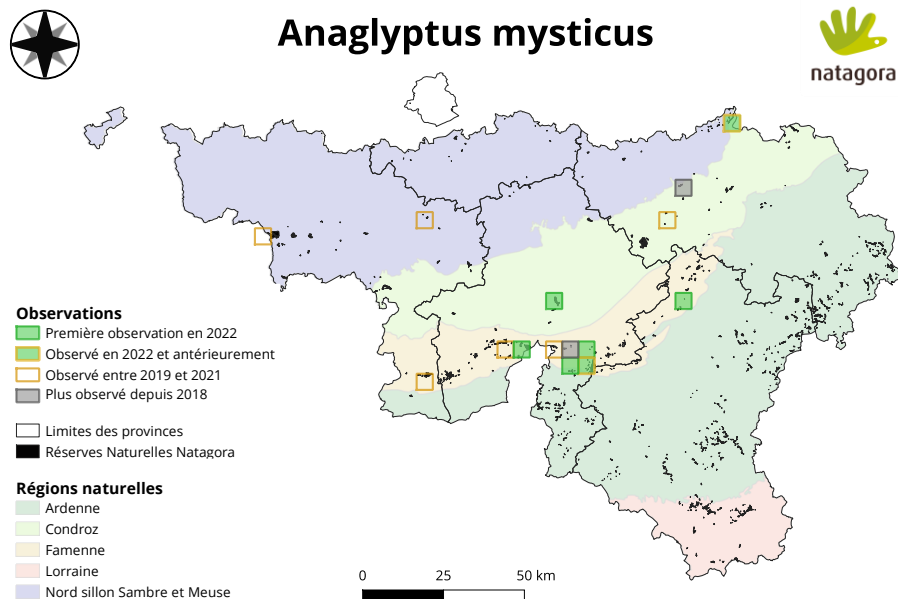 Anaglyptus mysticus
natagora
Observations
Première observation en 2022
Observé en 2022 et antérieurement
Observé entre 2019 et 2021
Plus observé depuis 2018
Limites des provinces
Réserves Naturelles Natagora
Régions naturelles
Ardenne
Condroz
Famenne
Lorraine
Nord sillon Sambre et Meuse
0 25 50 km